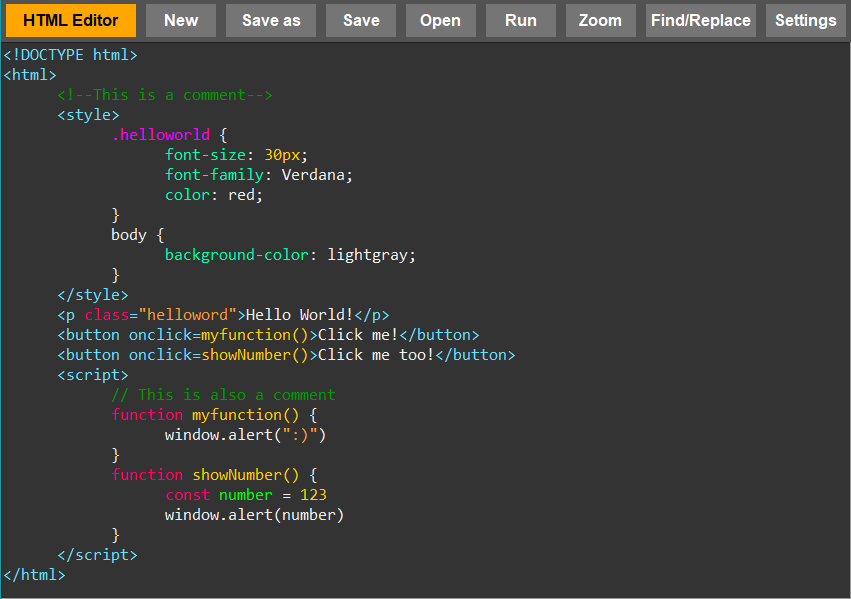 HTML Editor New Save as Save Open Run Zoom Find/Replace Settings
<!DOCTYPE html>
<html>
<!--This is a comment-->
<style>
.helloworld {
font-size: 30px;
font-family: Verdana;
color: red;
}
body {
background-color: lightgray;
}
</style>
<p class="helloword">Hello World!</p>
<button onclick=myfunction()>Click me!</button>
<button onclick=showNumber()>Click me too!</button>
<script>
// This is also a comment
function myfunction() {
window.alert(":)")
}
function showNumber() {
const number = 123
window.alert(number)
}
</script>
</html>